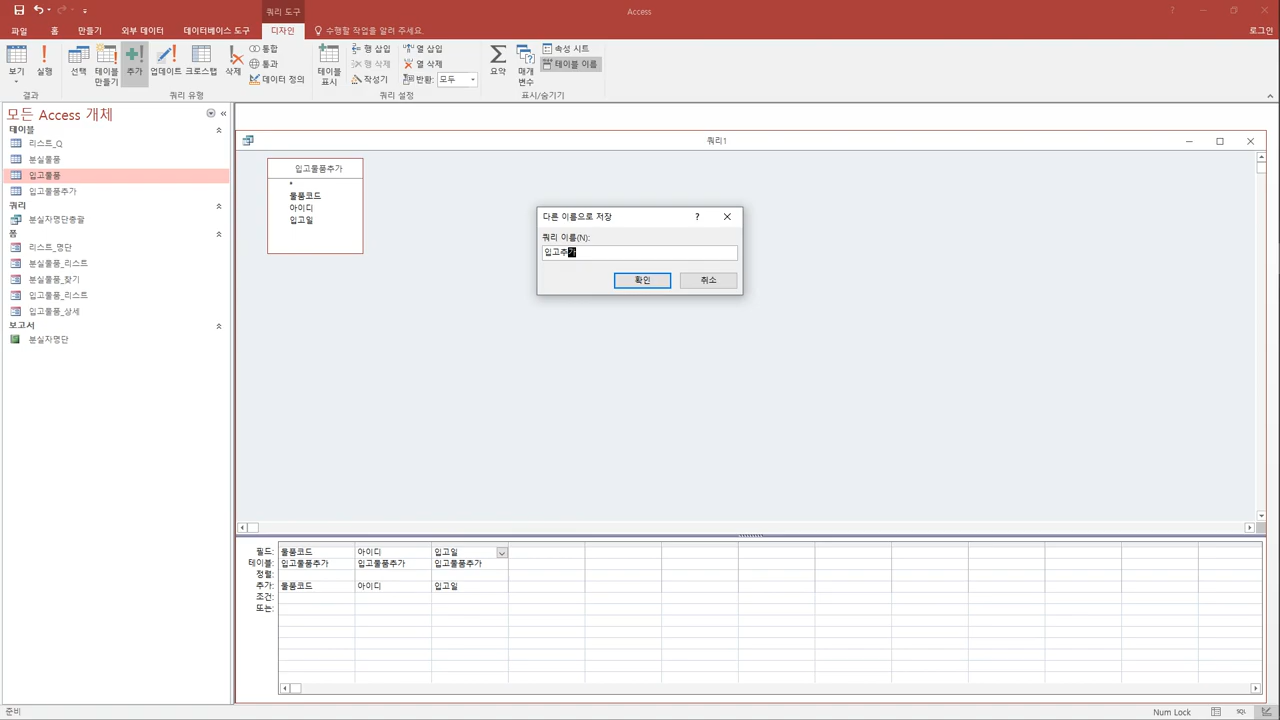 쿼리 도구
Access
로그인
파일 홈 만들기 외부 데이터 데이터베이스 도구 디자인 수행할 작업을 알려 주세요.
보기 실행 선택 테이블 만들기 추가 업데이트 크로스탭 삭제
통합
통과
데이터 정의
테이블 표시
행 삽입
행 삭제
작성기
열 삽입
열 삭제
반환: 모두
요약
매개 변수
속성 시트
테이블 이름
결과 쿼리 유형 쿼리 설정 표시/숨기기
모든 Access 개체
테이블
리스트_Q
분실물품
입고물품
입고물품추가
쿼리
분실자명단총괄
폼
리스트_명단
분실물품_리스트
분실물품_찾기
입고물품_리스트
입고물품_상세
보고서
분실자명단
쿼리1
입고물품추가
*
물품코드
아이디
입고일
다른 이름으로 저장
?
쿼리 이름(N):
입고추가
확인 취소
필드: 물품코드 아이디 입고일
테이블: 입고물품추가 입고물품추가 입고물품추가
정렬:
추가: 물품코드 아이디 입고일
조건:
또는:
준비
Num Lock
SQL